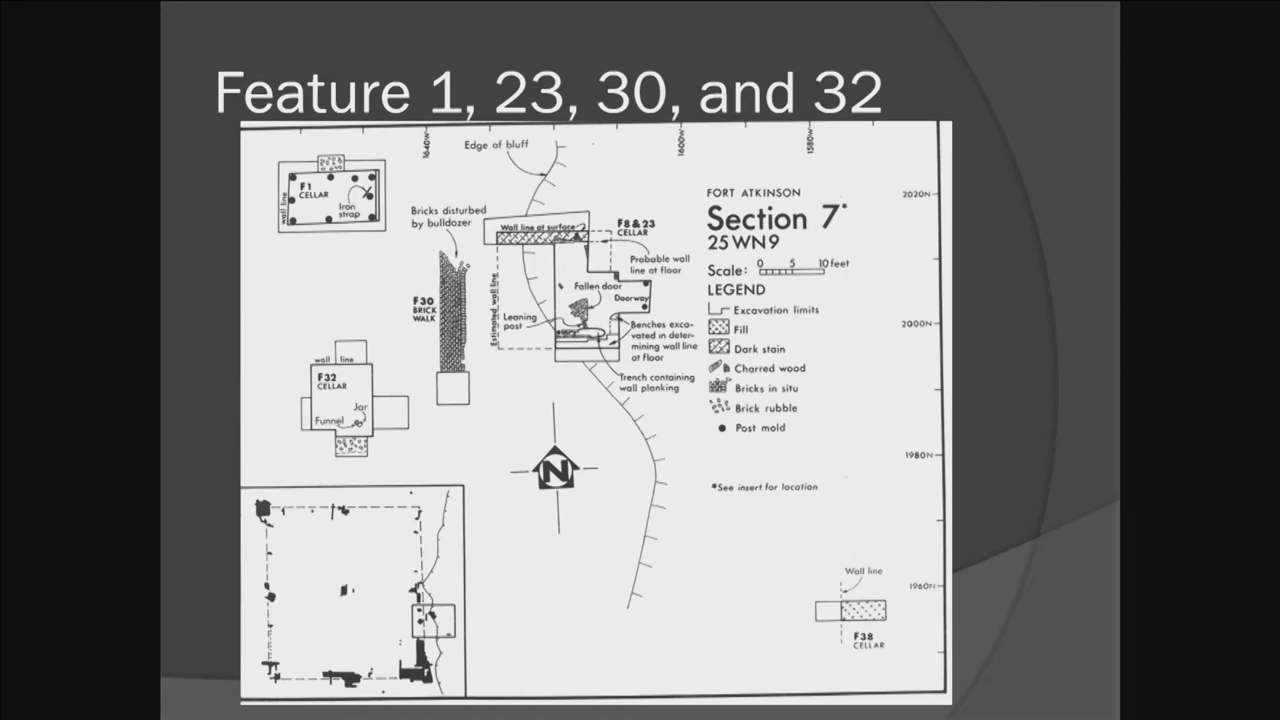 Feature 1, 23, 30, and 32
1640W
1600W
1580W
Edge of bluff
F1
CELLAR
wall line
Iron
strap
Bricks disturbed
by bulldozer
Wall line at surface
F8 & 23
CELLAR
Probable wall
line at floor
Estimated wall line
Fallen door
Doorway
Leaning
post
Benches exca-
vated in deter-
mining wall line
at floor
Trench containing
wall planking
F30
BRICK
WALK
wall line
F32
CELLAR
Jar
Funnel
N
FORT ATKINSON
Section 7*
25WN9
Scale: 0 5 10 feet
LEGEND
Excavation limits
Fill
Dark stain
Charred wood
Bricks in situ
Brick rubble
Post mold
*See insert for location
2020N
2000N
1980N
1960N
Wall line
F38
CELLAR